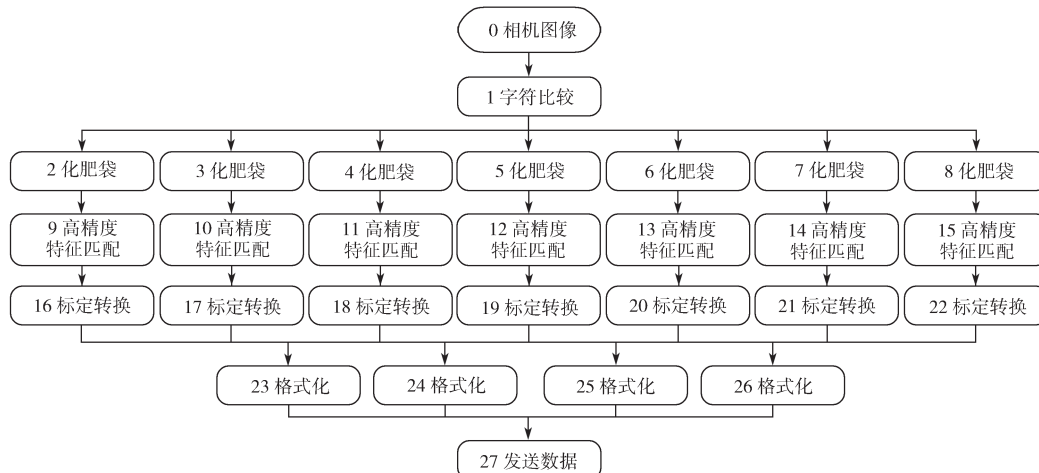 0 相机图像
1 字符比较
2 化肥袋
3 化肥袋
4 化肥袋
5 化肥袋
6 化肥袋
7 化肥袋
8 化肥袋
9 高精度
特征匹配
10 高精度
特征匹配
11 高精度
特征匹配
12 高精度
特征匹配
13 高精度
特征匹配
14 高精度
特征匹配
15 高精度
特征匹配
16 标定转换
17 标定转换
18 标定转换
19 标定转换
20 标定转换
21 标定转换
22 标定转换
23 格式化
24 格式化
25 格式化
26 格式化
27 发送数据